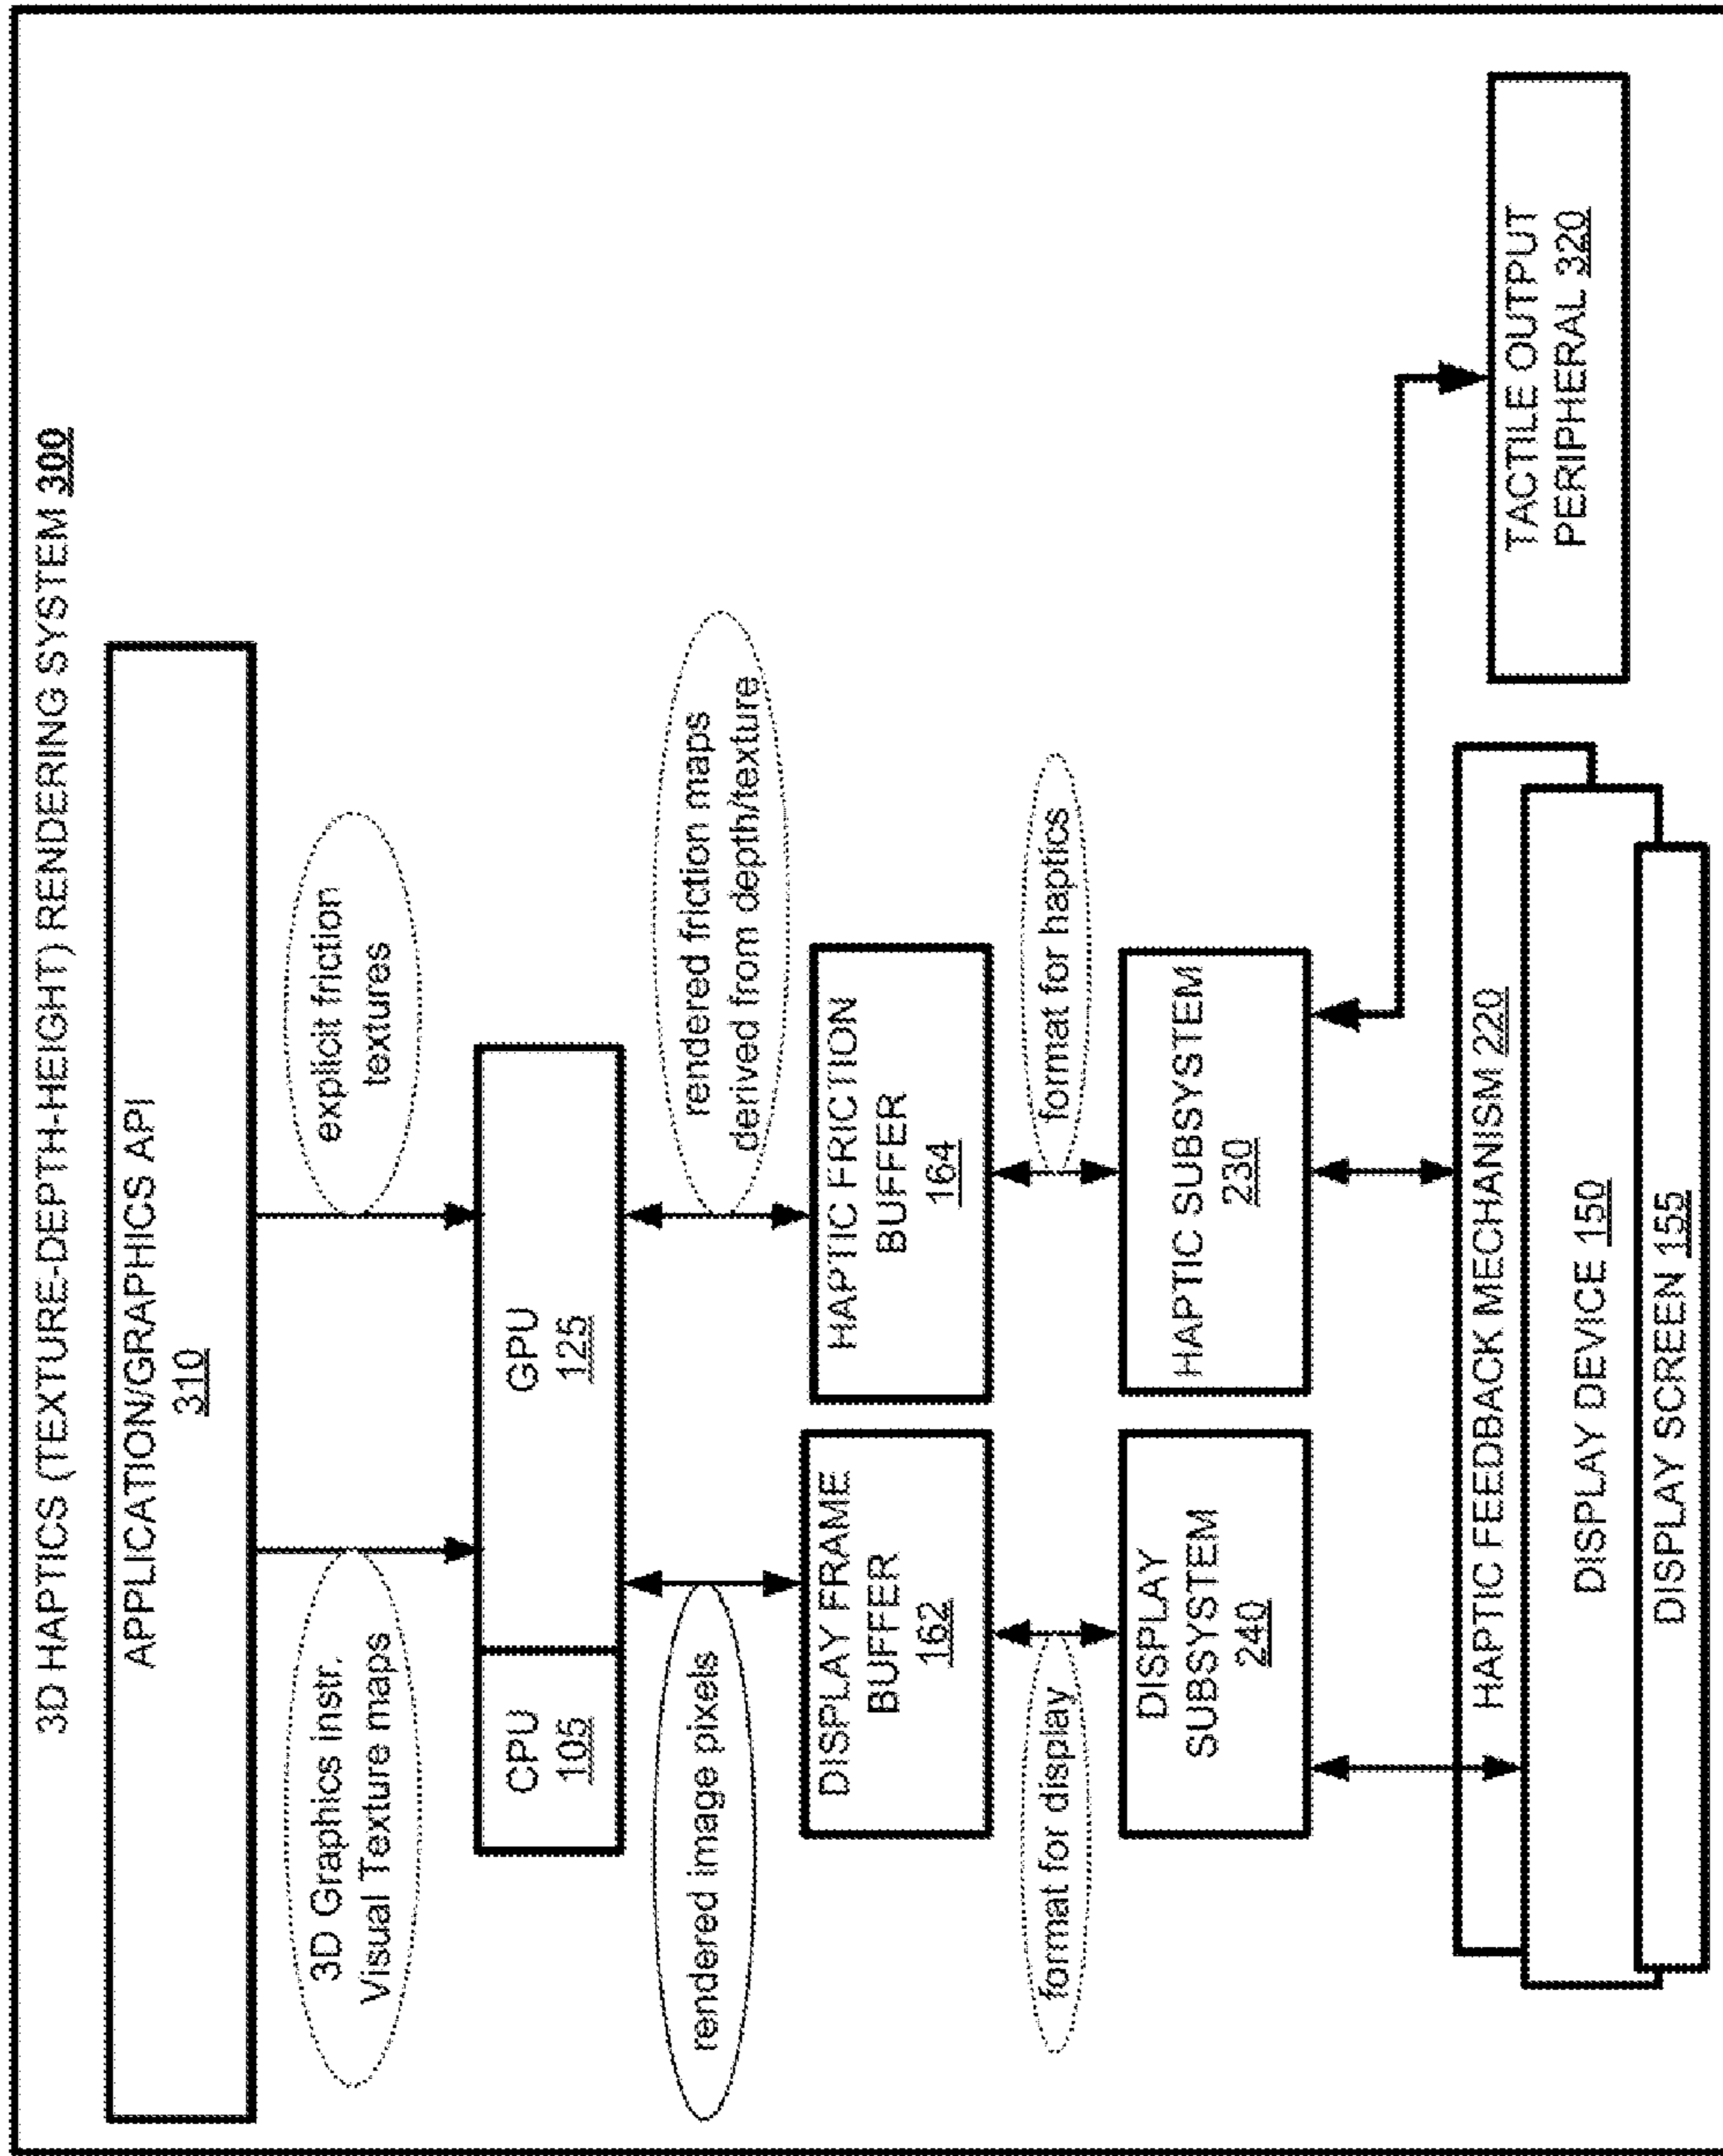 3D HAPTICS (TEXTURE-DEPTH-HEIGHT) RENDERING SYSTEM 300
APPLICATION/GRAPHICS API
310
3D Graphics instr.
Visual Texture maps
explicit friction
textures
CPU
105
GPU
125
rendered image pixels
rendered friction maps
derived from depth/texture
DISPLAY FRAME
BUFFER
162
HAPTIC FRICTION
BUFFER
164
format for display
format for haptics
DISPLAY
SUBSYSTEM
240
HAPTIC SUBSYSTEM
230
HAPTIC FEEDBACK MECHANISM 220
DISPLAY DEVICE 150
DISPLAY SCREEN 155
TACTILE OUTPUT
PERIPHERAL 320